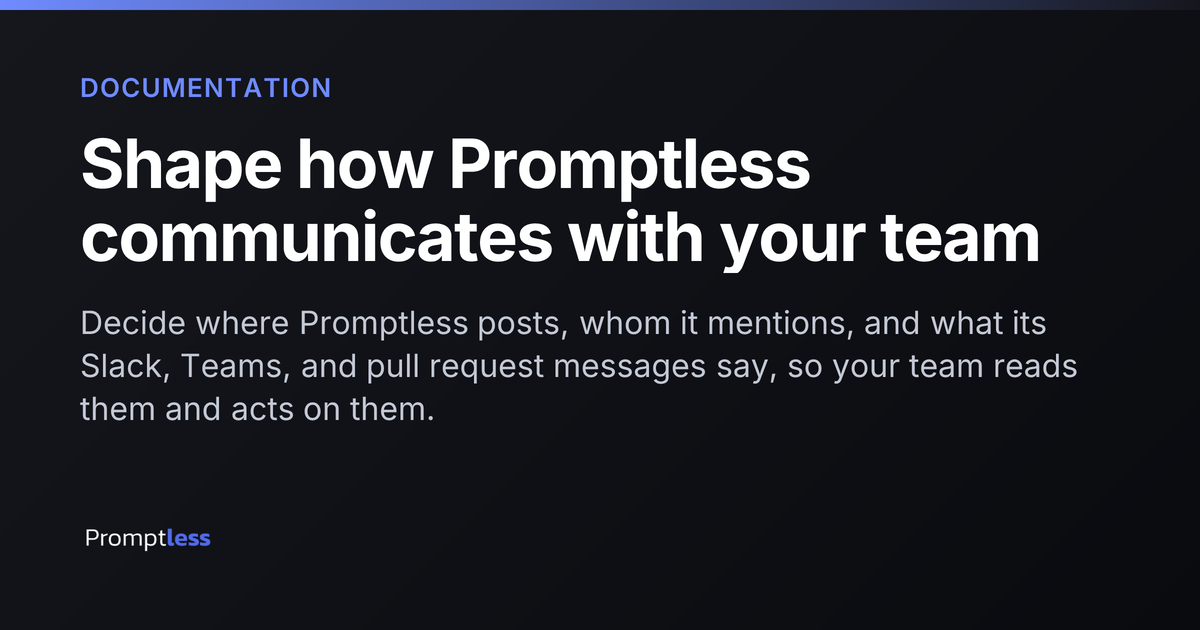 DOCUMENTATION
Shape how Promptless
communicates with your team
Decide where Promptless posts, whom it mentions, and what its
Slack, Teams, and pull request messages say, so your team reads
them and acts on them.
Promptless